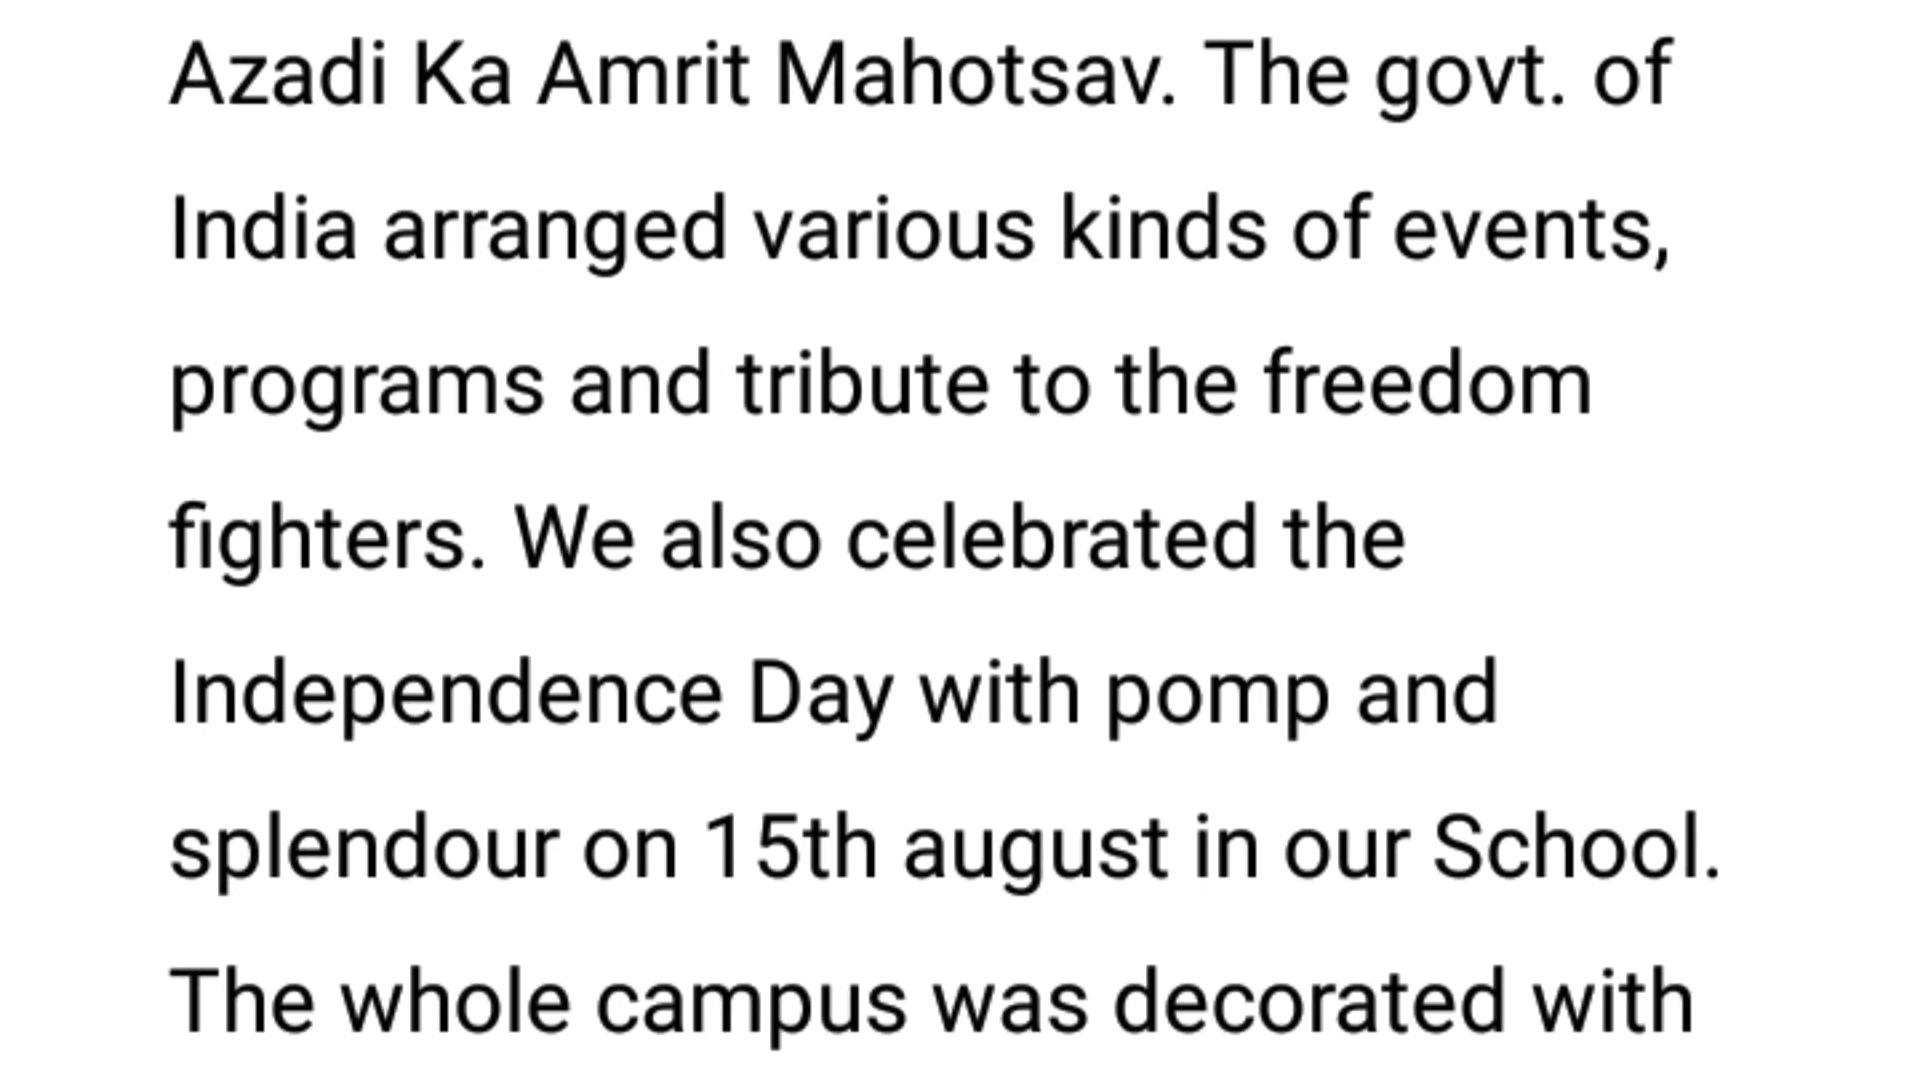 Azadi Ka Amrit Mahotsav. The govt. of
India arranged various kinds of events,
programs and tribute to the freedom
fighters. We also celebrated the
Independence Day with pomp and
splendour on 15th august in our School.
The whole campus was decorated with